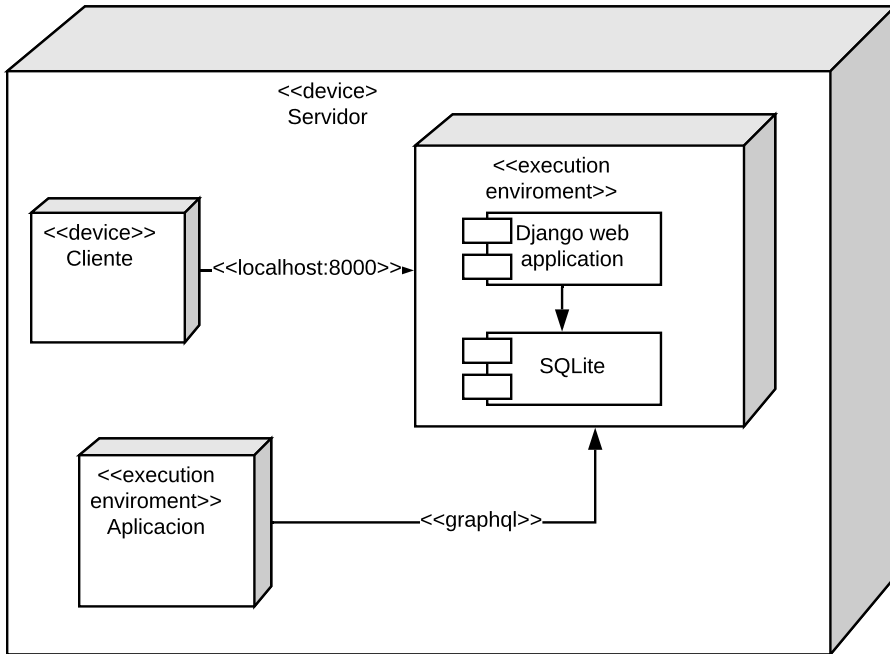 <<device>
Servidor
<<execution
enviroment>>
Django web
application
<<device>>
Cliente
<<localhost:8000>>
SQLite
<<execution
enviroment>>
Aplicacion
<<graphql>>